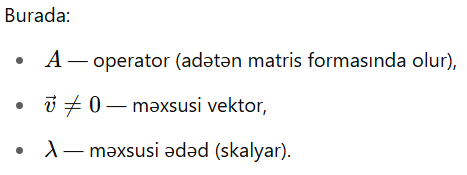 Burada:
• A — operator (adətən matris formasında olur),
• v⃗ ≠ 0 — məxsusi vektor,
• λ — məxsusi ədəd (skalyar).